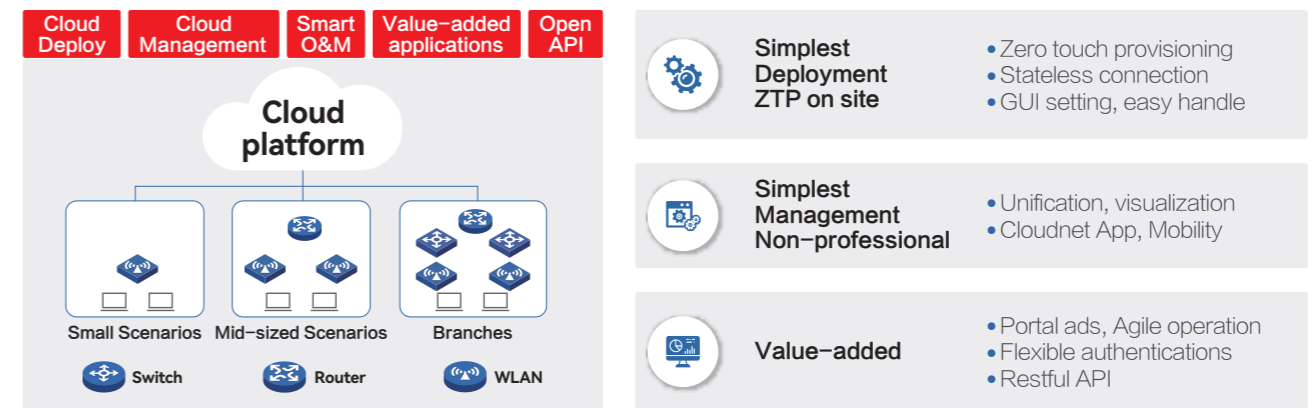 Cloud
Deploy
Cloud
Management
Smart
O&M
Value-added
applications
Open
API
Cloud
platform
Small Scenarios
Mid-sized Scenarios
Branches
Switch
Router
WLAN
Simplest
Deployment
ZTP on site
• Zero touch provisioning
• Stateless connection
• GUI setting, easy handle
Simplest
Management
Non-professional
• Unification, visualization
• Cloudnet App, Mobility
Value-added
• Portal ads, Agile operation
• Flexible authentications
• Restful API